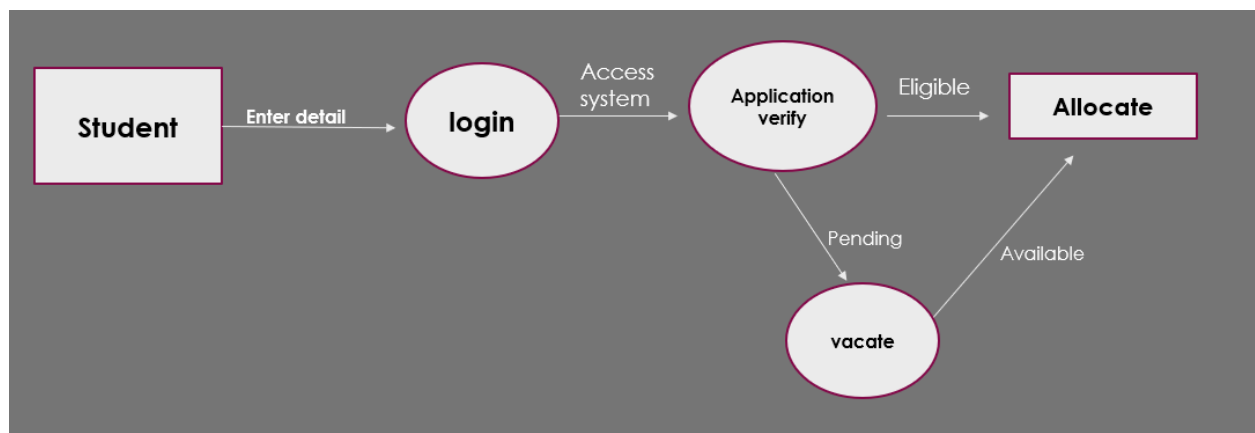 Student
Enter detail
login
Access
system
Application
verify
Eligible
Allocate
Pending
Available
vacate